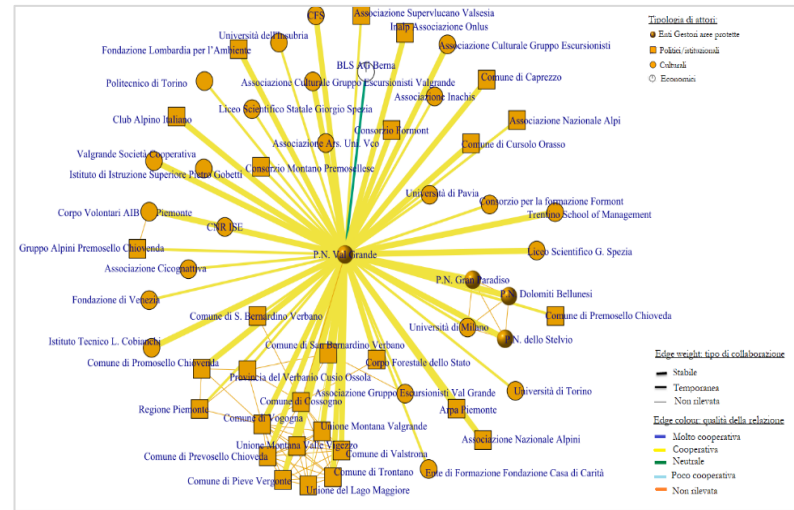 CFS
Associazione Supervlucano Valsesia
Università dell'Insubria
Inalp Associazione Onlus
Fondazione Lombardia per l'Ambiente
Associazione Culturale Gruppo Escursionisti
BLS AG Berna
Politecnico di Torino
Associazione Culturale Gruppo Escursionisti Valgrande
Comune di Caprezzo
Associazione Inachis
Liceo Scientifico Statale Giorgio Spezia
Club Alpino Italiano
Consorzio Formont
Associazione Nazionale Alpi
Associazione Ars. Uni. Vco
Comune di Cursolo Orasso
Valgrande Società Cooperativa
Istituto di Istruzione Superiore Pietro Gobetti
Consorzio Montano Premosellese
Università di Pavia
Consorzio per la formazione Formont
Corpo Volontari AIB Piemonte
Trentino School of Management
CNR ISE
Gruppo Alpini Premosello Chiovenda
P.N. Val Grande
Liceo Scientifico G. Spezia
Associazione Cicognattiva
P.N. Gran Paradiso
P.N. Dolomiti Bellunesi
Fondazione di Venezia
Comune di S. Bernardino Verbano
Comune di Premosello Chioveda
Università di Milano
P.N. dello Stelvio
Istituto Tecnico L. Cobianchi
Comune di San Bernardino Verbano
Comune di Promosello Chiovenda
Corpo Forestale dello Stato
Provincia del Verbanio Cusio Ossola
Associazione Gruppo Escursionisti Val Grande
Università di Torino
Comune di Cossogno
Regione Piemonte
Arpa Piemonte
Comune di Vogogna
Unione Montana Valgrande
Associazione Nazionale Alpini
Unione Montana Valle Vigezzo
Comune di Prevosello Chioveda
Comune di Valstrona
Comune di Trontano
Ente di Formazione Fondazione Casa di Carità
Comune di Pieve Vergonte
Unione del Lago Maggiore
Tipologia di attori:
Enti Gestori aree protette
Politici/istituzionali
Culturali
Economici
Edge weight: tipo di collaborazione
Stabile
Temporanea
Non rilevata
Edge colour: qualità della relazione
Molto cooperativa
Cooperativa
Neutrale
Poco cooperativa
Non rilevata